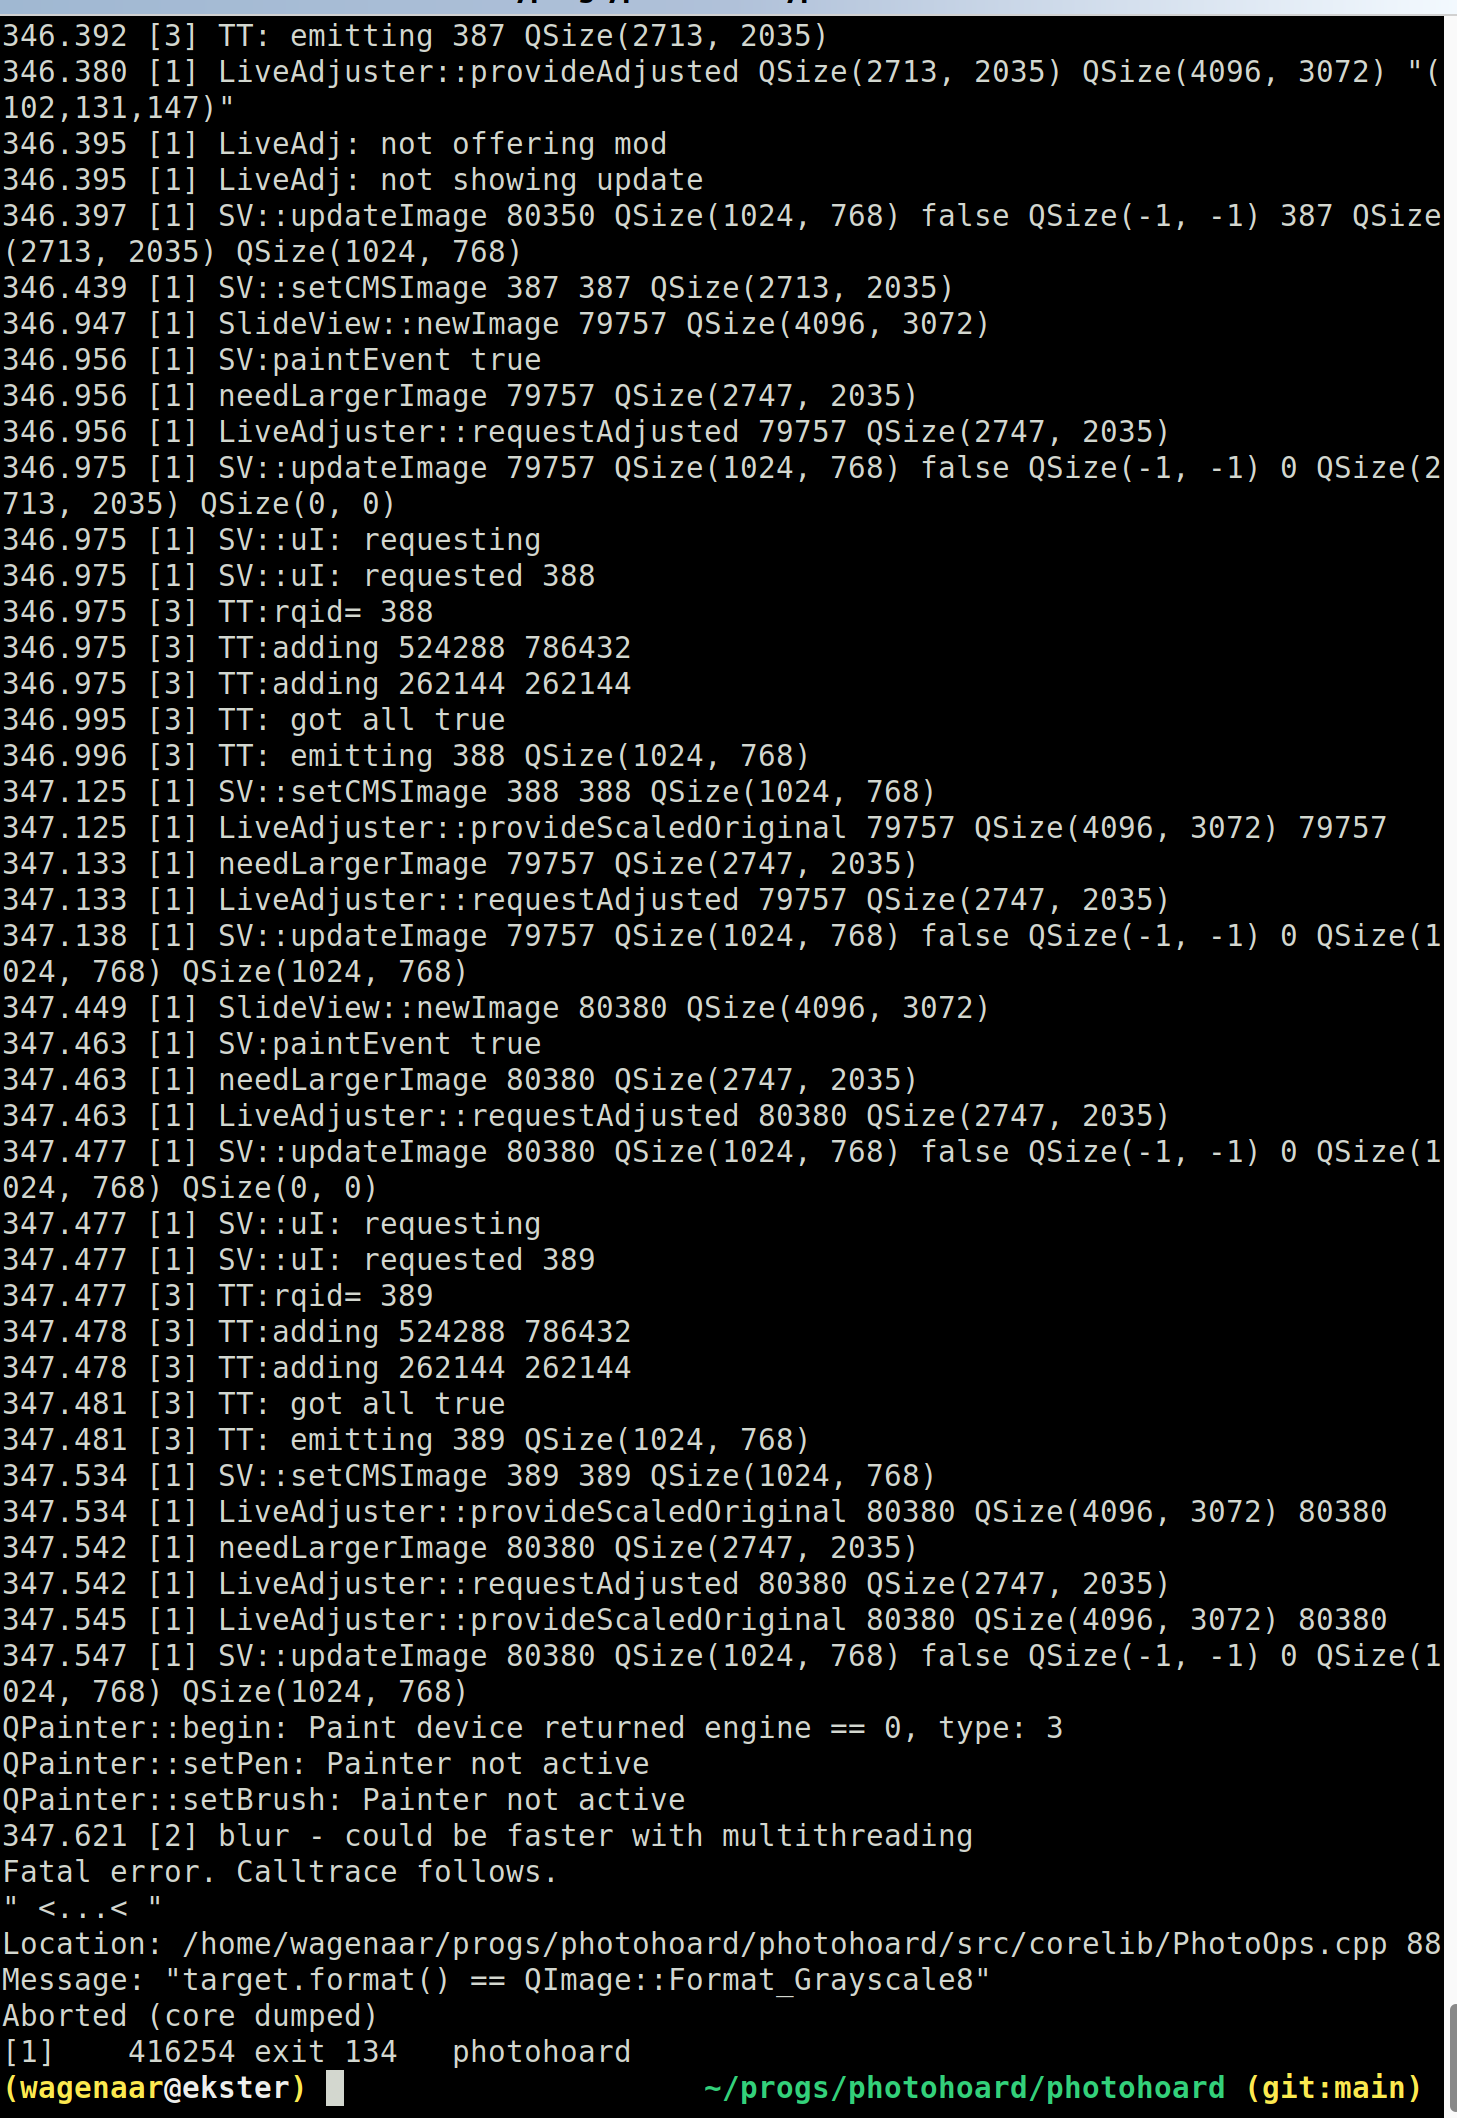 346.392 [3] TT: emitting 387 QSize(2713, 2035)
346.380 [1] LiveAdjuster::provideAdjusted QSize(2713, 2035) QSize(4096, 3072) "(
102,131,147)"
346.395 [1] LiveAdj: not offering mod
346.395 [1] LiveAdj: not showing update
346.397 [1] SV::updateImage 80350 QSize(1024, 768) false QSize(-1, -1) 387 QSize
(2713, 2035) QSize(1024, 768)
346.439 [1] SV::setCMSImage 387 387 QSize(2713, 2035)
346.947 [1] SlideView::newImage 79757 QSize(4096, 3072)
346.956 [1] SV:paintEvent true
346.956 [1] needLargerImage 79757 QSize(2747, 2035)
346.956 [1] LiveAdjuster::requestAdjusted 79757 QSize(2747, 2035)
346.975 [1] SV::updateImage 79757 QSize(1024, 768) false QSize(-1, -1) 0 QSize(2
713, 2035) QSize(0, 0)
346.975 [1] SV::uI: requesting
346.975 [1] SV::uI: requested 388
346.975 [3] TT:rqid= 388
346.975 [3] TT:adding 524288 786432
346.975 [3] TT:adding 262144 262144
346.995 [3] TT: got all true
346.996 [3] TT: emitting 388 QSize(1024, 768)
347.125 [1] SV::setCMSImage 388 388 QSize(1024, 768)
347.125 [1] LiveAdjuster::provideScaledOriginal 79757 QSize(4096, 3072) 79757
347.133 [1] needLargerImage 79757 QSize(2747, 2035)
347.133 [1] LiveAdjuster::requestAdjusted 79757 QSize(2747, 2035)
347.138 [1] SV::updateImage 79757 QSize(1024, 768) false QSize(-1, -1) 0 QSize(1
024, 768) QSize(1024, 768)
347.449 [1] SlideView::newImage 80380 QSize(4096, 3072)
347.463 [1] SV:paintEvent true
347.463 [1] needLargerImage 80380 QSize(2747, 2035)
347.463 [1] LiveAdjuster::requestAdjusted 80380 QSize(2747, 2035)
347.477 [1] SV::updateImage 80380 QSize(1024, 768) false QSize(-1, -1) 0 QSize(1
024, 768) QSize(0, 0)
347.477 [1] SV::uI: requesting
347.477 [1] SV::uI: requested 389
347.477 [3] TT:rqid= 389
347.478 [3] TT:adding 524288 786432
347.478 [3] TT:adding 262144 262144
347.481 [3] TT: got all true
347.481 [3] TT: emitting 389 QSize(1024, 768)
347.534 [1] SV::setCMSImage 389 389 QSize(1024, 768)
347.534 [1] LiveAdjuster::provideScaledOriginal 80380 QSize(4096, 3072) 80380
347.542 [1] needLargerImage 80380 QSize(2747, 2035)
347.542 [1] LiveAdjuster::requestAdjusted 80380 QSize(2747, 2035)
347.545 [1] LiveAdjuster::provideScaledOriginal 80380 QSize(4096, 3072) 80380
347.547 [1] SV::updateImage 80380 QSize(1024, 768) false QSize(-1, -1) 0 QSize(1
024, 768) QSize(1024, 768)
QPainter::begin: Paint device returned engine == 0, type: 3
QPainter::setPen: Painter not active
QPainter::setBrush: Painter not active
347.621 [2] blur - could be faster with multithreading
Fatal error. Calltrace follows.
" <...< "
Location: /home/wagenaar/progs/photohoard/photohoard/src/corelib/PhotoOps.cpp 88
Message: "target.format() == QImage::Format_Grayscale8"
Aborted (core dumped)
[1]    416254 exit 134   photohoard
(wagenaar@ekster)                      ~/progs/photohoard/photohoard (git:main)